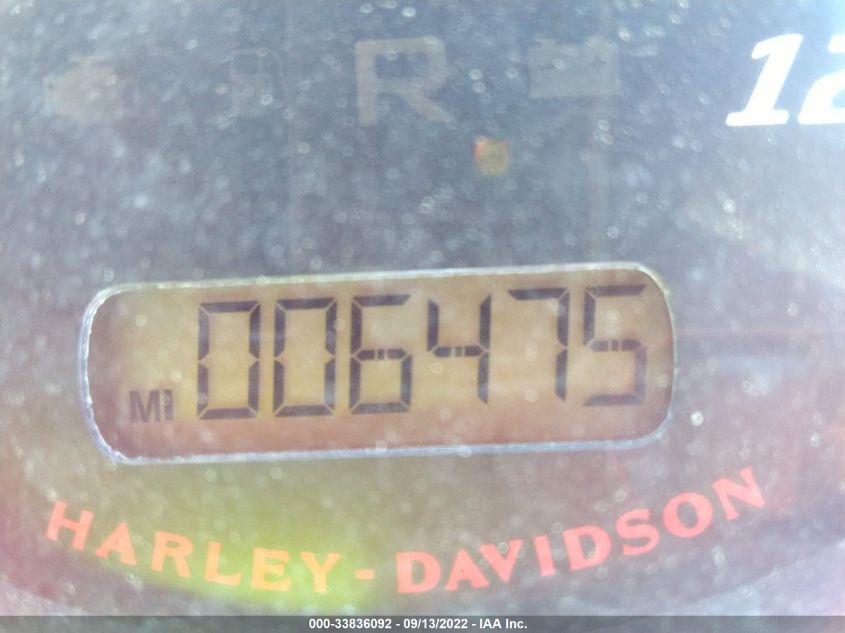 R
12
MI 006475
HARLEY-DAVIDSON
000-33836092 - 09/13/2022 - IAA Inc.